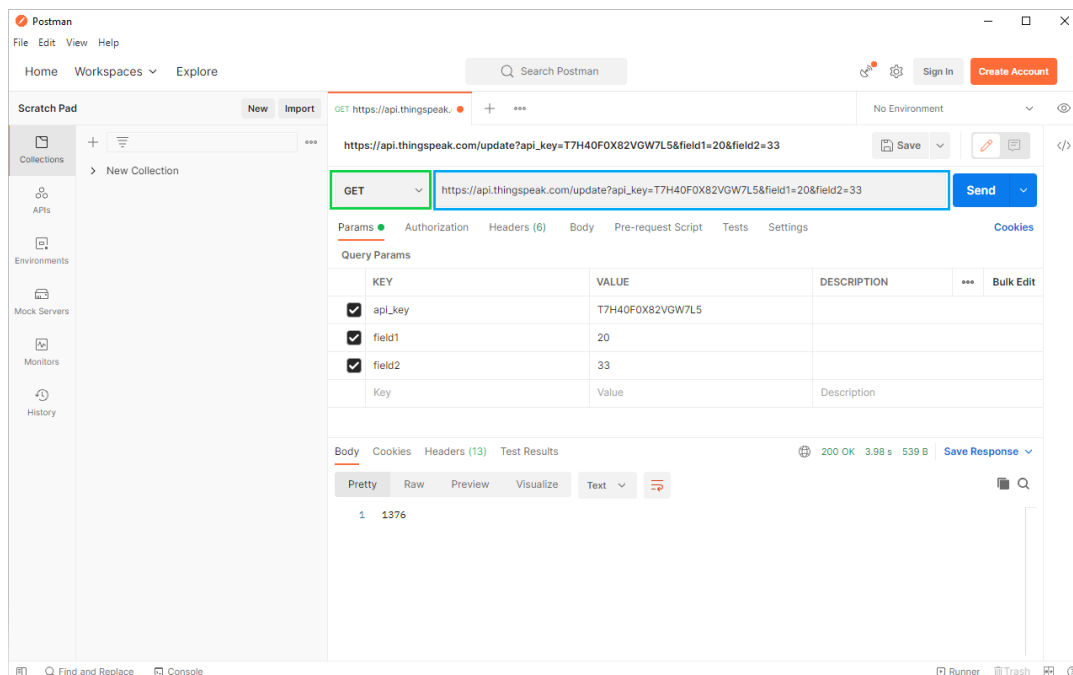 Postman
File Edit View Help
Home Workspaces Explore Search Postman Sign In Create Account
Scratch Pad New Import GET https://api.thingspeak. No Environment
Collections
New Collection
APIs
Environments
Mock Servers
Monitors
History
https://api.thingspeak.com/update?api_key=T7H40F0X82VGW7L5&field1=20&field2=33 Save
GET https://api.thingspeak.com/update?api_key=T7H40F0X82VGW7L5&field1=20&field2=33 Send
Params Authorization Headers (6) Body Pre-request Script Tests Settings Cookies
Query Params
KEY VALUE DESCRIPTION Bulk Edit
api_key T7H40F0X82VGW7L5
field1 20
field2 33
Key Value Description
Body Cookies Headers (13) Test Results 200 OK 3.98 s 539 B Save Response
Pretty Raw Preview Visualize Text
1 1376
Find and Replace Console Runner Trash